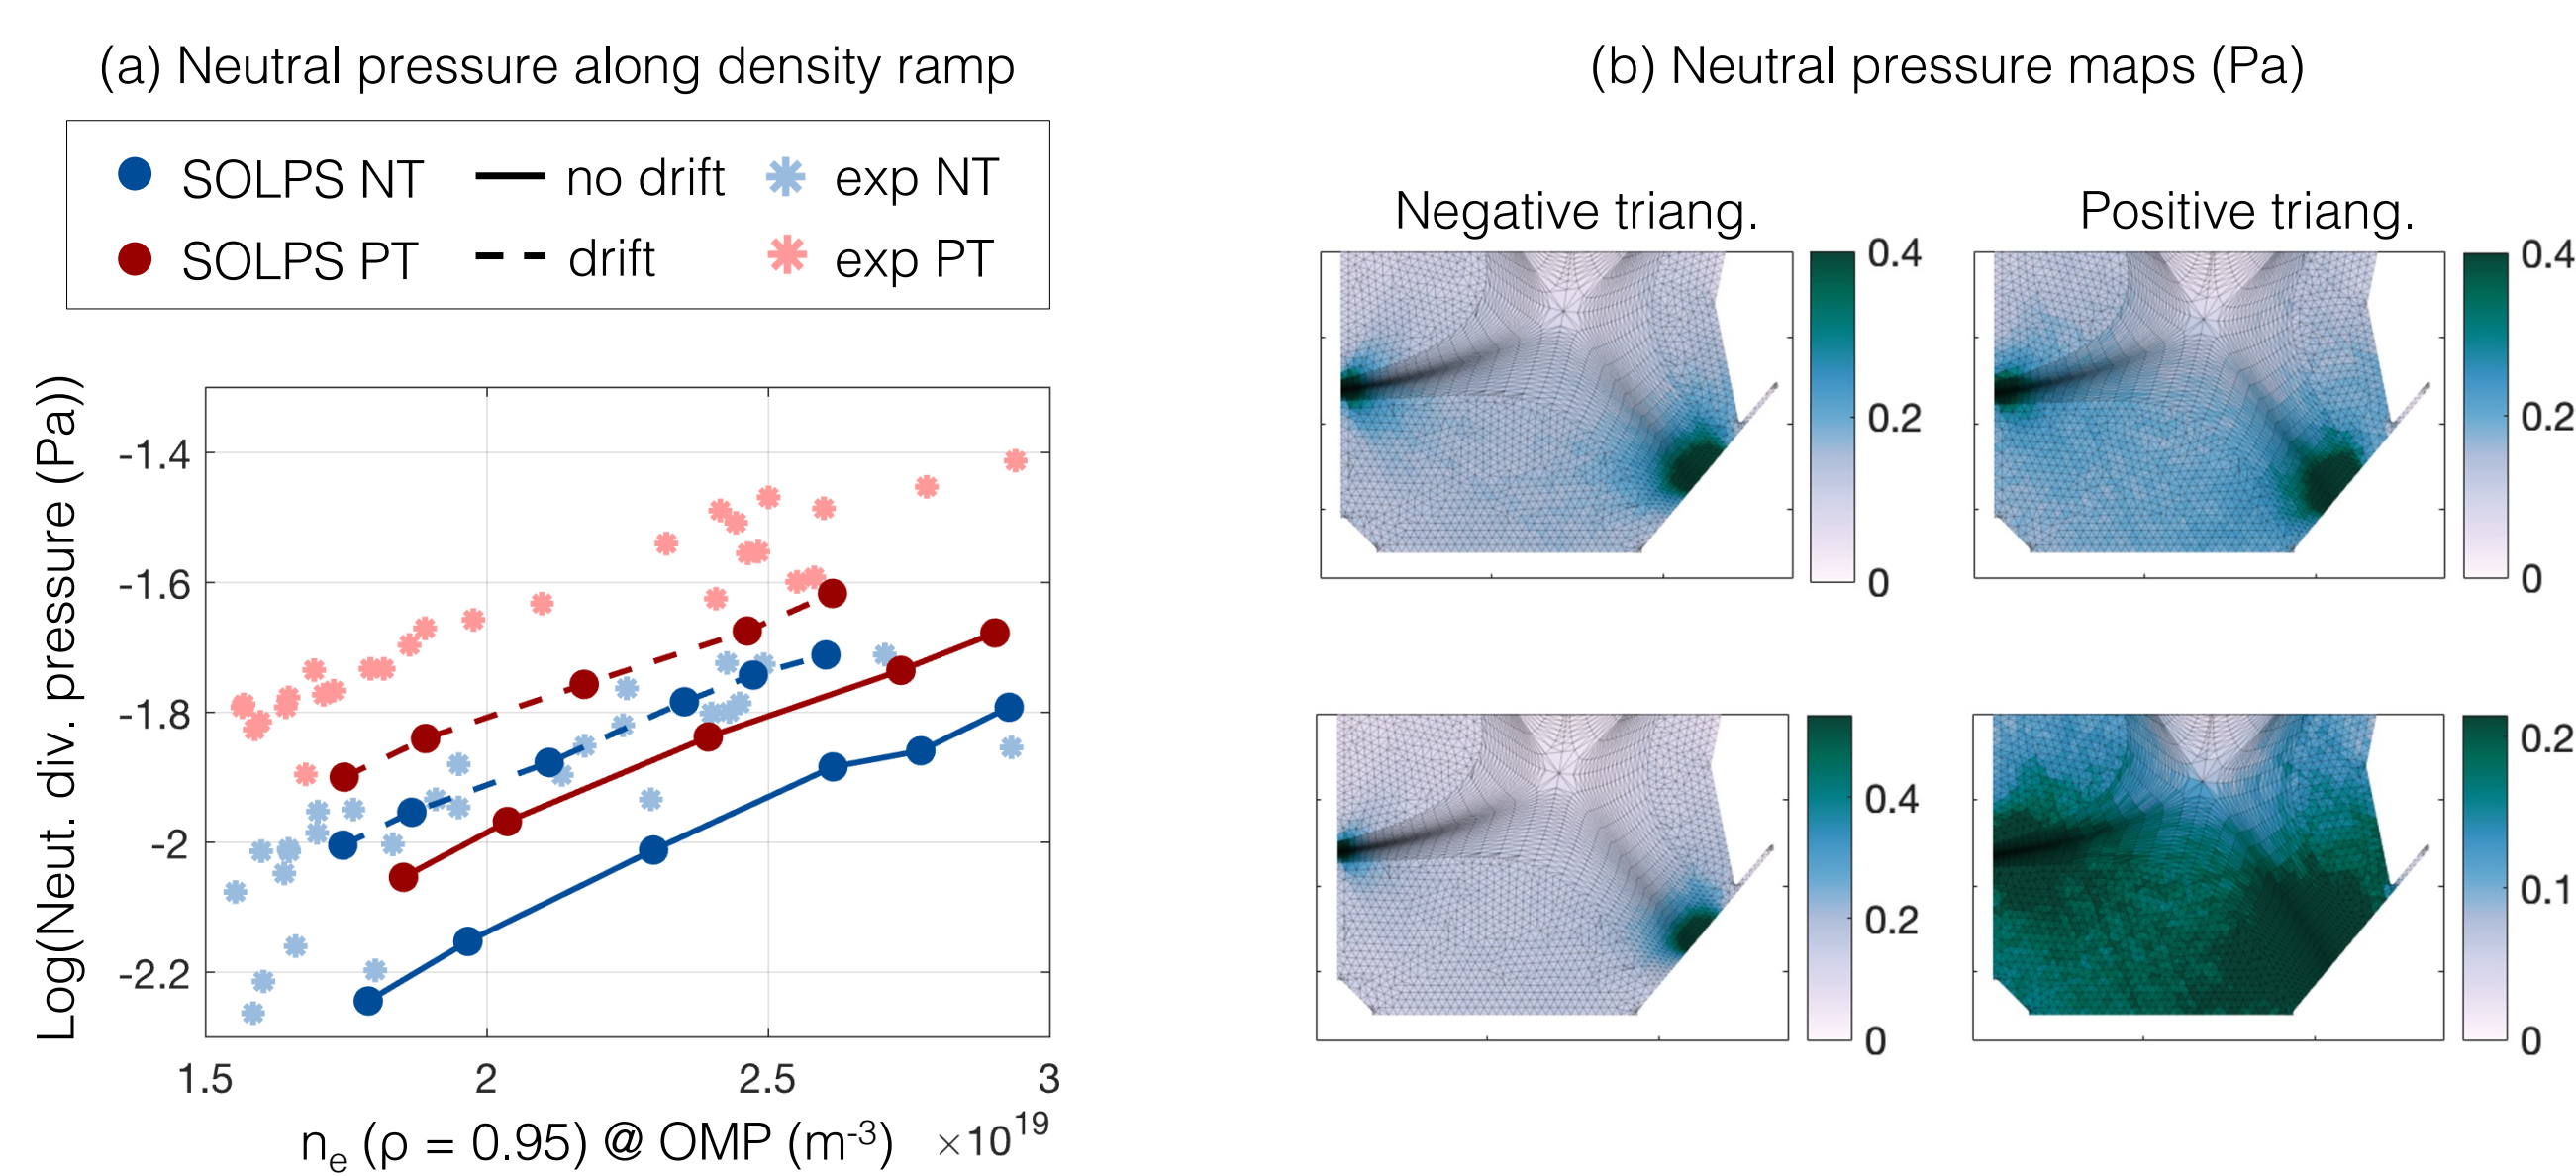 (a) Neutral pressure along density ramp
SOLPS NT no drift exp NT
SOLPS PT drift exp PT
Log(Neut. div. pressure (Pa))
-1.4
-1.6
-1.8
-2
-2.2
1.5 2 2.5 3
nₑ (ρ = 0.95) @ OMP (m⁻³) ×10¹⁹
(b) Neutral pressure maps (Pa)
Negative triang. Positive triang.
0.4 0.4
0.2 0.2
0 0
0.4 0.2
0.2 0.1
0 0